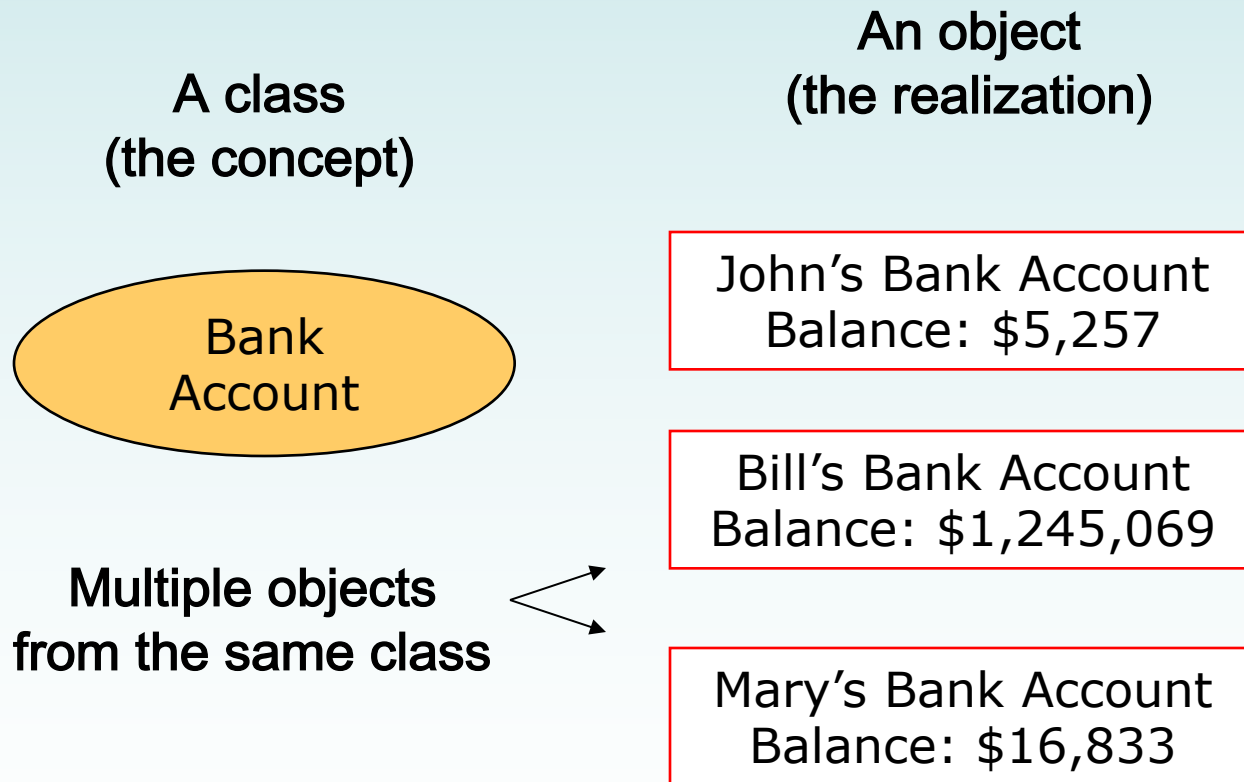 A class
(the concept)
An object
(the realization)
Bank
Account
John’s Bank Account
Balance: $5,257
Bill’s Bank Account
Balance: $1,245,069
Multiple objects
from the same class
Mary’s Bank Account
Balance: $16,833